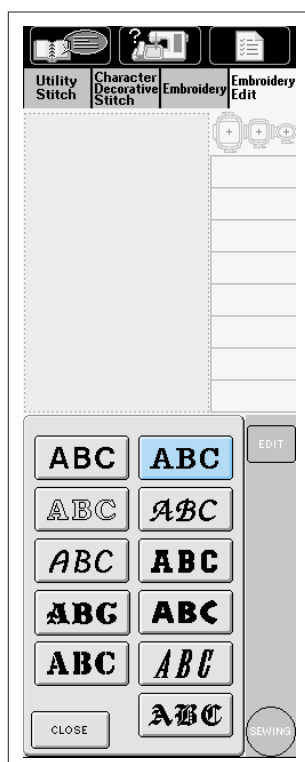 ?
Utility Stitch
Character Decorative Stitch
Embroidery
Embroidery Edit
EDIT
ABC ABC
ABC ABC
ABC ABC
ABC ABC
ABC ABC
CLOSE
ABC
SEWING